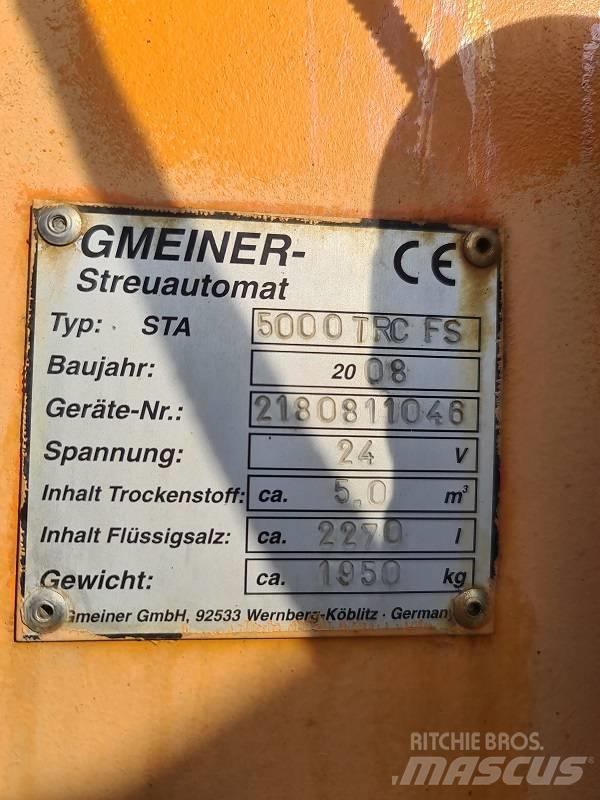 GMEINER-
Streuautomat
CE
Typ: STA 5000 TRC FS
Baujahr: 20 08
Geräte-Nr.: 2180811046
Spannung: 24 V
Inhalt Trockenstoff: ca. 5,0 m³
Inhalt Flüssigsalz: ca. 2270 l
Gewicht: ca. 1950 kg
Gmeiner GmbH, 92533 Wernberg-Köblitz · Germany
RITCHIE BROS.
MASCUS